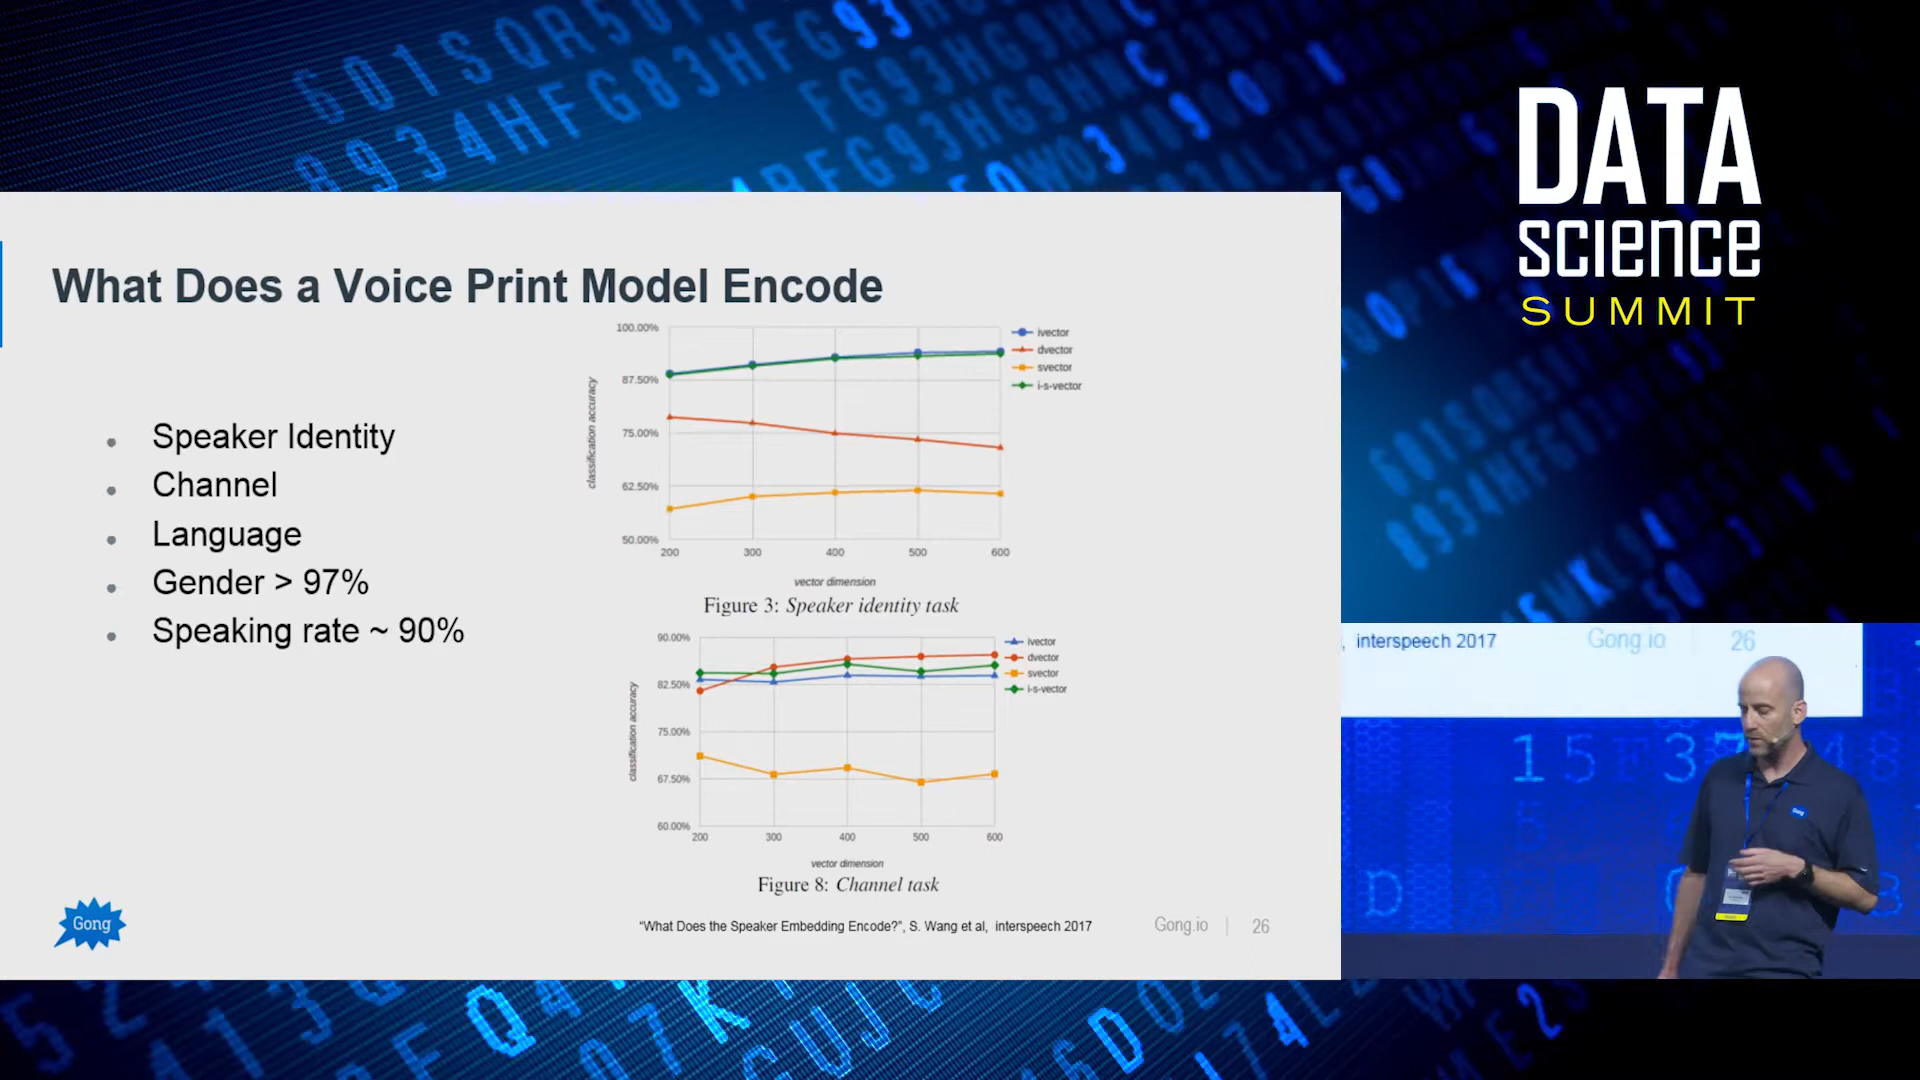 DATA
science
SUMMIT
What Does a Voice Print Model Encode
Speaker Identity
Channel
Language
Gender > 97%
Speaking rate ~ 90%
100.00%
87.50%
75.00%
62.50%
50.00%
classification accuracy
200 300 400 500 600
vector dimension
ivector
dvector
svector
i-s-vector
Figure 3: Speaker identity task
90.00%
82.50%
75.00%
67.50%
60.00%
classification accuracy
200 300 400 500 600
vector dimension
ivector
dvector
svector
i-s-vector
Figure 8: Channel task
Gong
"What Does the Speaker Embedding Encode?", S. Wang et al, interspeech 2017
Gong.io | 26
, interspeech 2017 Gong.io 26
Gong